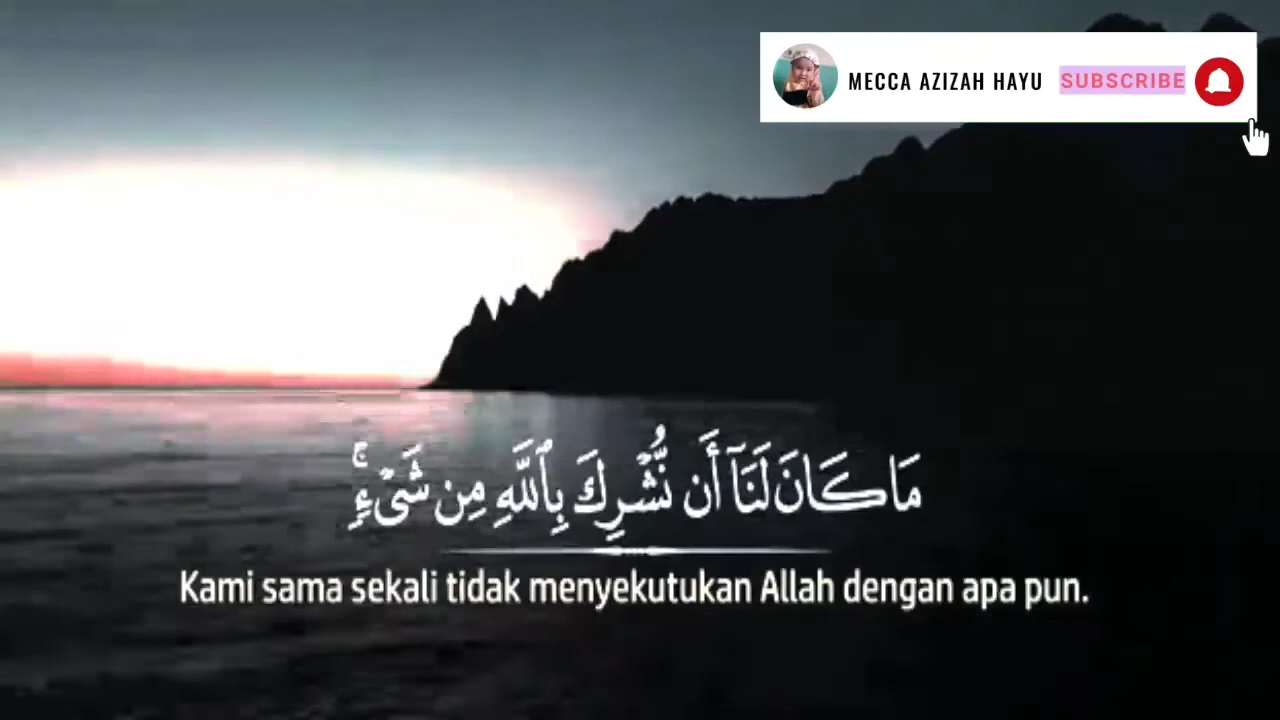 MECCA AZIZAH HAYU SUBSCRIBE
مَا كَانَ لَنَآ أَن نُّشْرِكَ بِٱللَّهِ مِن شَىْءٍۚ
Kami sama sekali tidak menyekutukan Allah dengan apa pun.